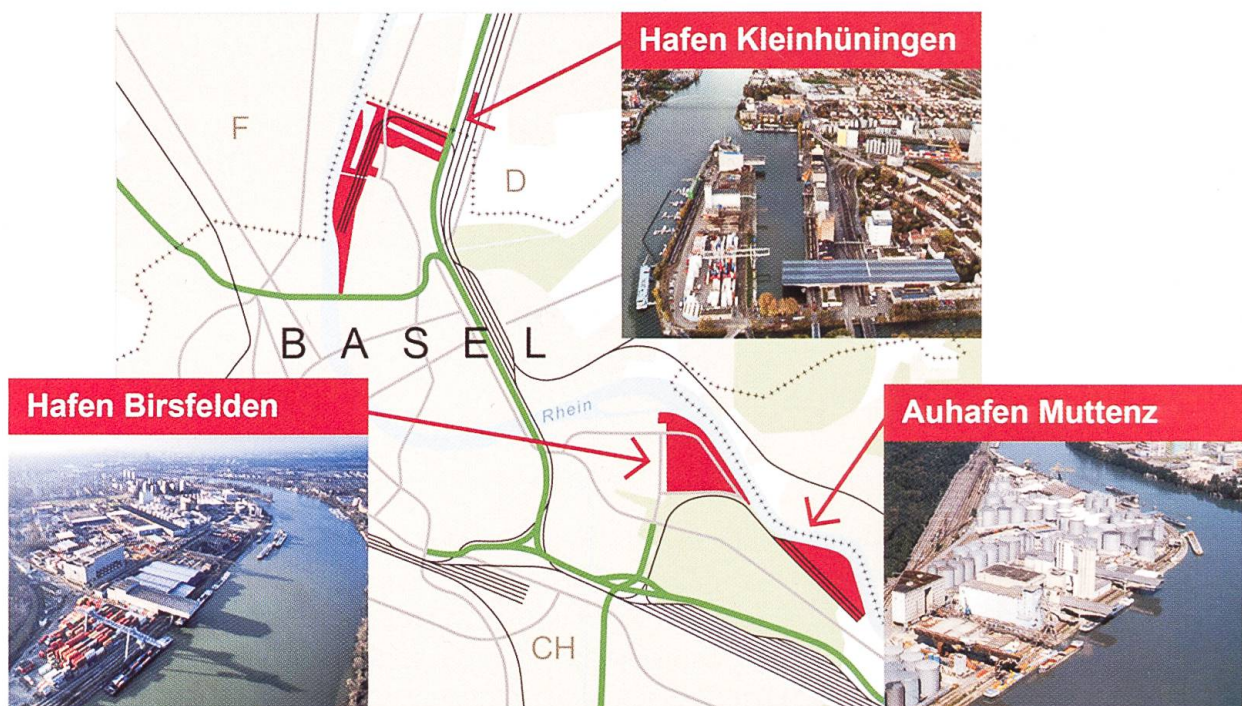 Hafen Kleinhüningen
F
D
BASEL
Hafen Birsfelden
Rhein
Auhafen Muttenz
CH